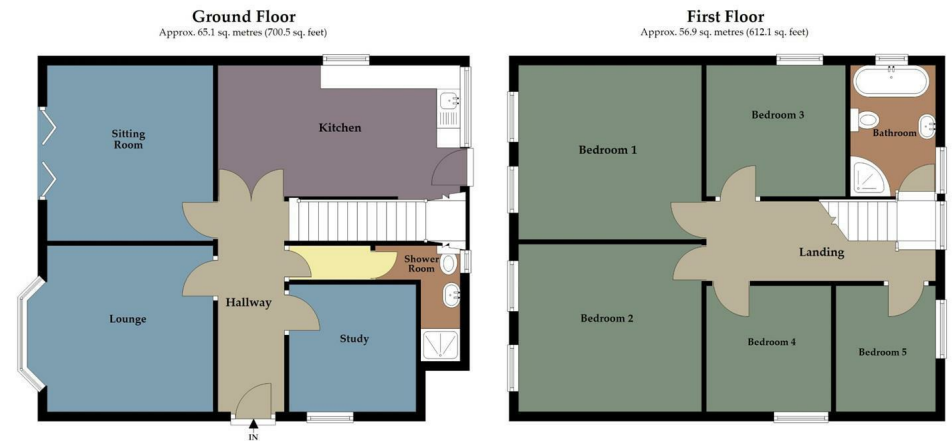 Ground Floor
Approx. 65.1 sq. metres (700.5 sq. feet)
Sitting
Room
Kitchen
Lounge
Hallway
Shower
Room
Study
IN
First Floor
Approx. 56.9 sq. metres (612.1 sq. feet)
Bedroom 1
Bedroom 3
Bathroom
Landing
Bedroom 2
Bedroom 4
Bedroom 5